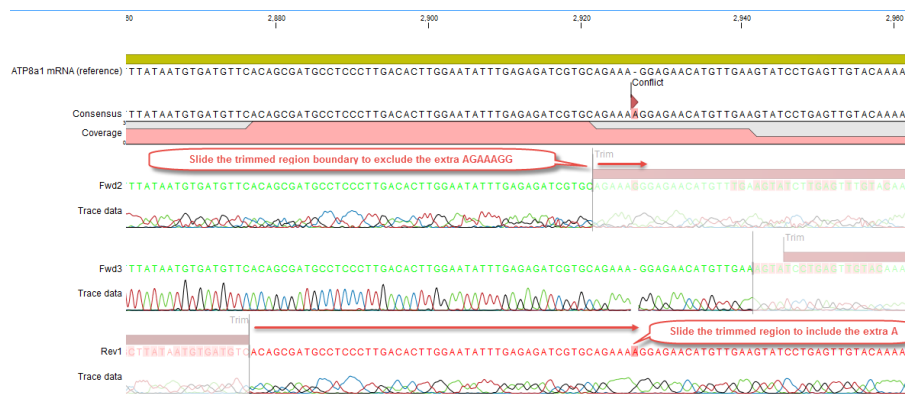 2,880 2,900 2,920 2,940 2,960
ATP8a1 mRNA (reference) TTATAATGTGATGTTCACAGCGATGCCTCCCTTGACACTTGGAATATTTGAGAGATCGTGCAGAAA-GGAGAACATGTTGAAGTATCCTGAGTTGTACAAAA
Conflict
Consensus TTATAATGTGATGTTCACAGCGATGCCTCCCTTGACACTTGGAATATTTGAGAGATCGTGCAGAAAAGGAGAACATGTTGAAGTATCCTGAGTTGTACAAAA
Coverage
Slide the trimmed region boundary to exclude the extra AGAAAGG
Trim
Fwd2 TTATAATGTGATGTTCACAGCGATGCCTCCCTTGACACTTGGAATATTTGAGAGATCGTGC
Trace data
Trim
Fwd3 TTATAATGTGATGTTCACAGCGATGCCTCCCTTGACACTTGGAATATTTGAGAGATCGTGCAGAAA-GGAGAACATGTTGAA
Trace data
Slide the trimmed region to include the extra A
Trim
Rev1 CTTATAATGTGATGTCACAGCGATGCCTCCCTTGACACTTGGAATATTTGAGAGATCGTGCAGAAAAGGAGAACATGTTGAAGTATCCTGAGTTGTACAAAA
Trace data